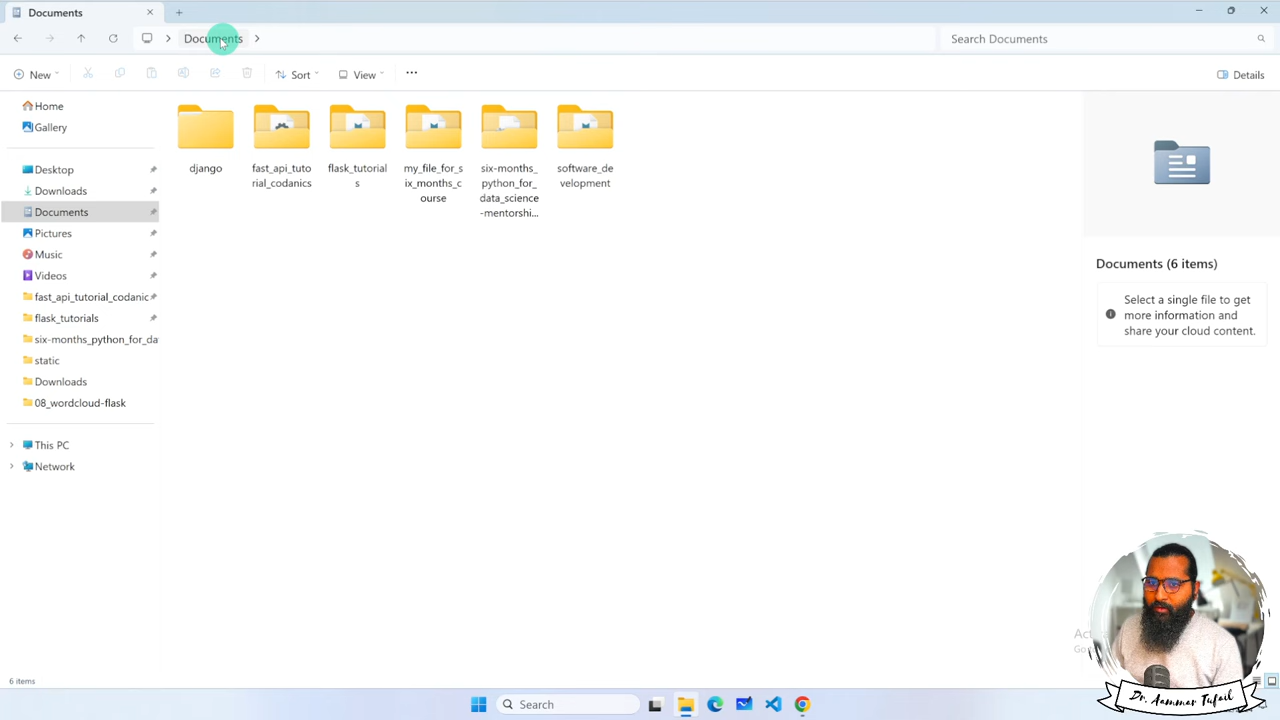 Documents
Documents
Search Documents
New
Sort
View
Details
Home
Gallery
Desktop
Downloads
Documents
Pictures
Music
Videos
fast_api_tutorial_codanic
flask_tutorials
six-months_python_for_da
static
Downloads
08_wordcloud-flask
This PC
Network
django
fast_api_tuto
rial_codanics
flask_tutorial
s
my_file_for_s
ix_months_c
ourse
six-months_
python_for_
data_science
-mentorshi...
software_de
velopment
Documents (6 items)
Select a single file to get
more information and
share your cloud content.
6 items
Search
Dr. Aammar Tufail